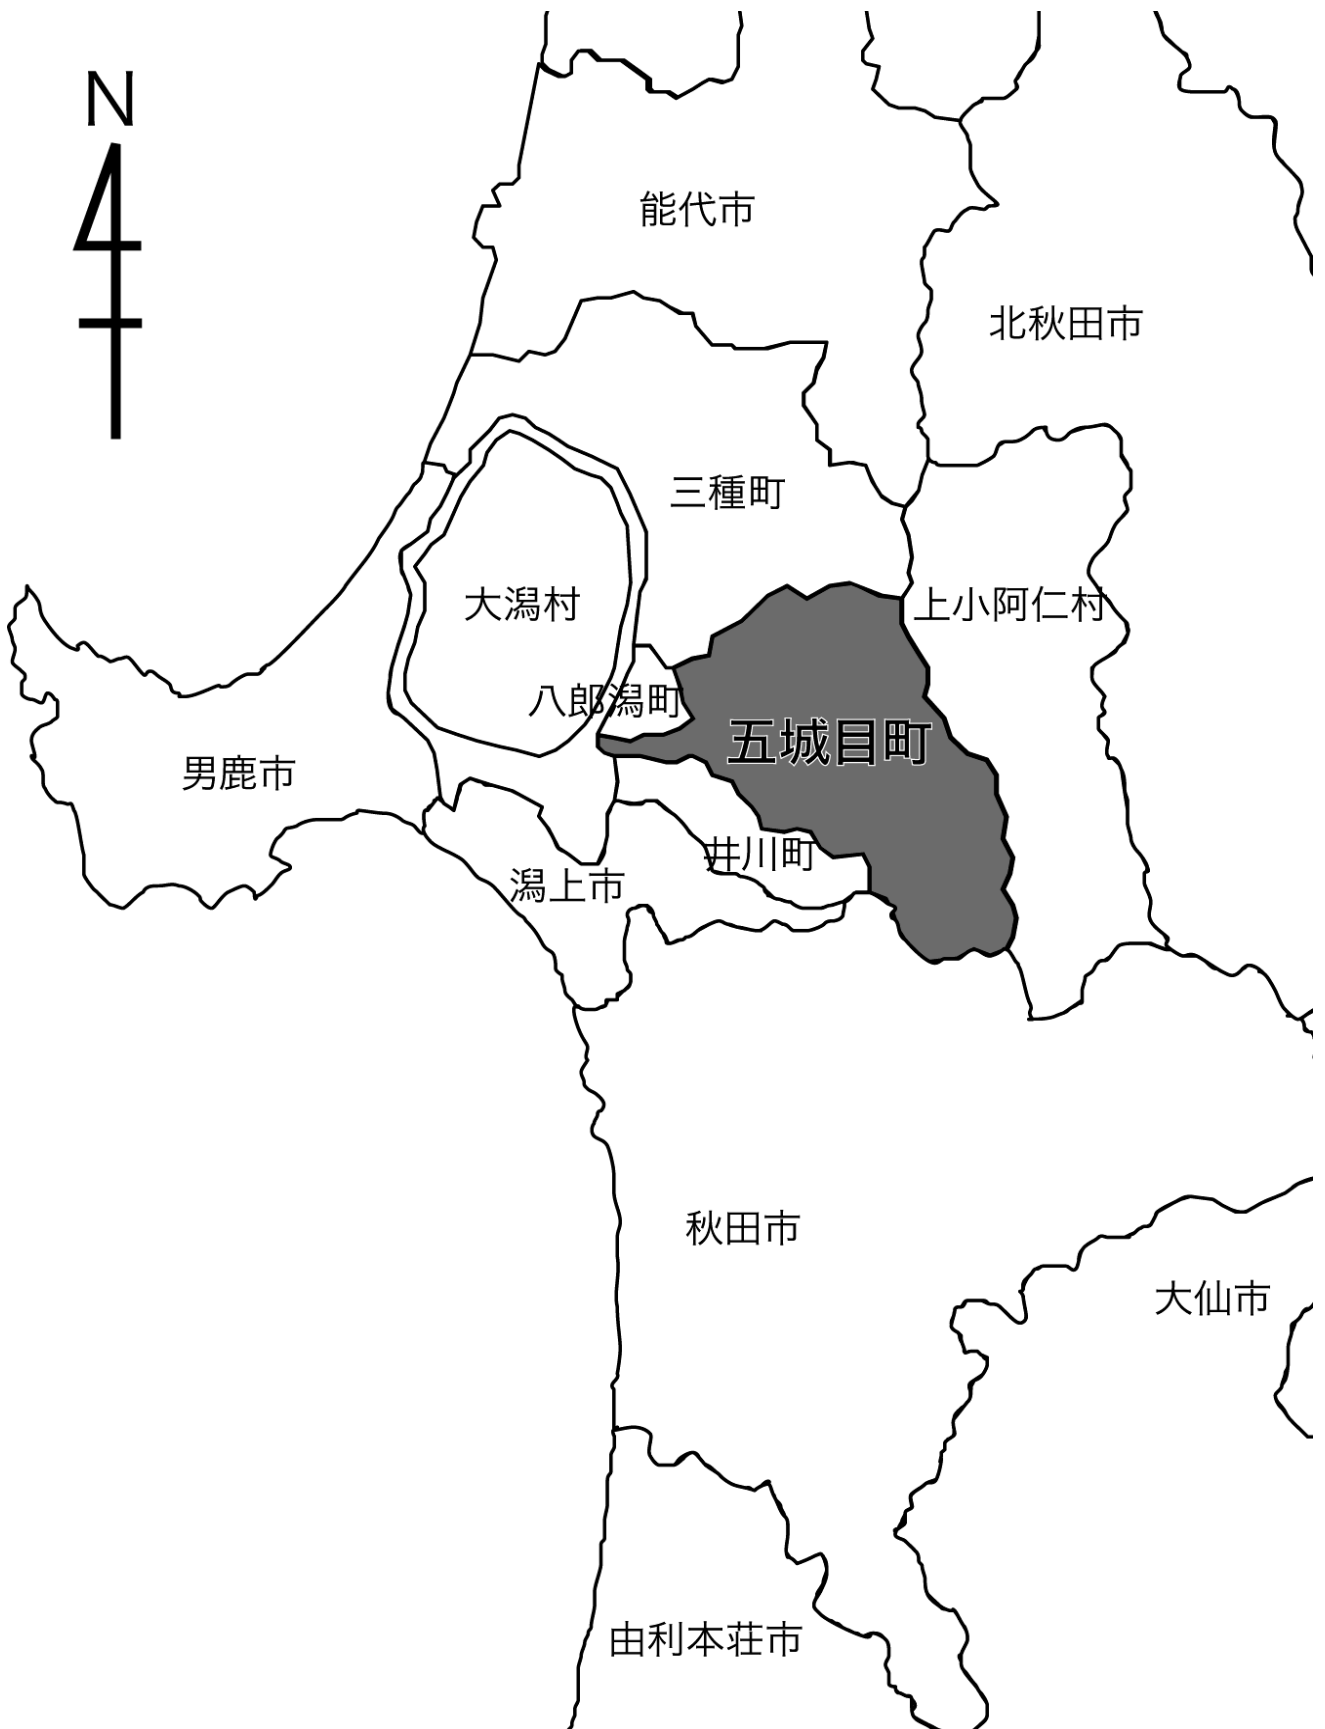 N
能代市
北秋田市
三種町
大潟村
上小阿仁村
八郎潟町
五城目町
男鹿市
井川町
潟上市
秋田市
大仙市
由利本荘市